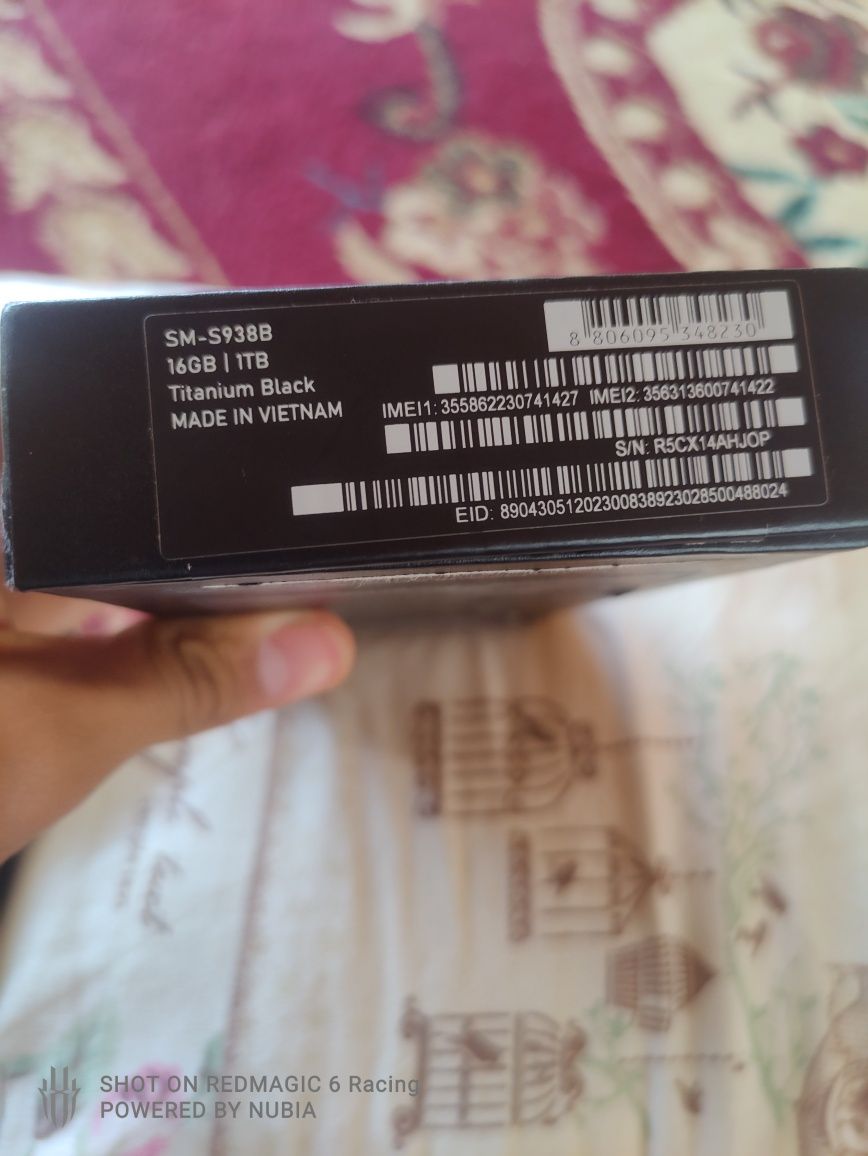 SM-S938B
16GB | 1TB
Titanium Black
MADE IN VIETNAM
8 806095 348230
IMEI1: 355862230741427 IMEI2: 356313600741422
S/N: R5CX14AHJOP
EID: 89043051202300838923028500488024
SHOT ON REDMAGIC 6 Racing
POWERED BY NUBIA